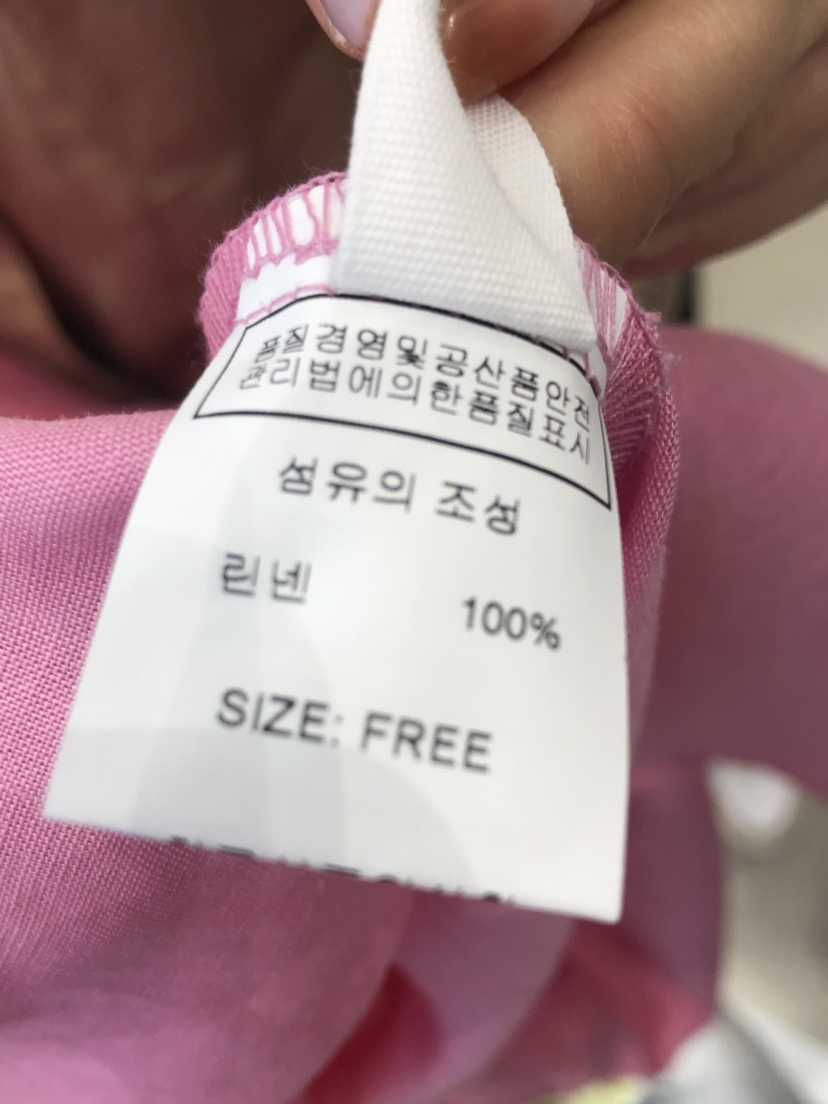 품질경영및공산품안전
관리법에의한품질표시
섬유의 조성
린넨 100%
SIZE: FREE